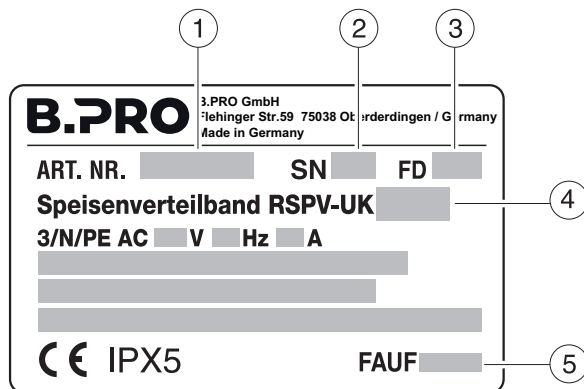 1 2 3
B.PRO
B.PRO GmbH
Flehinger Str.59 75038 Oberderdingen / Germany
Made in Germany
ART. NR. SN FD
Speisenverteilband RSPV-UK
4
3/N/PE AC V Hz A
CE IPX5 FAUF
5